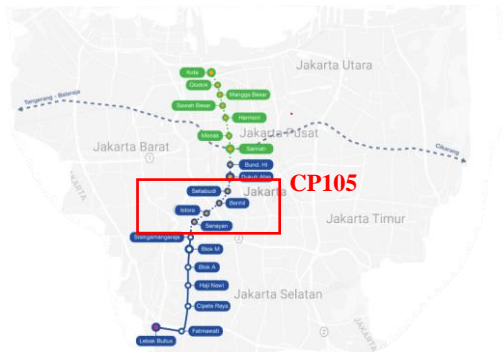 Jakarta Utara
Kota
Glodok
Mangga Besar
Sawah Besar
Harmoni
Monas
Jakarta Pusat
Sarinah
Tangerang - Balaraja
Cikarang
Jakarta Barat
Bund. HI
Dukuh Atas
CP105
Setiabudi
Jakarta
Benhil
Istora
Senayan
Jakarta Timur
Sisingamangaraja
Blok M
Blok A
Haji Nawi
Jakarta Selatan
Cipete Raya
Fatmawati
Lebak Bulus
JAKARTA
JAKARTA